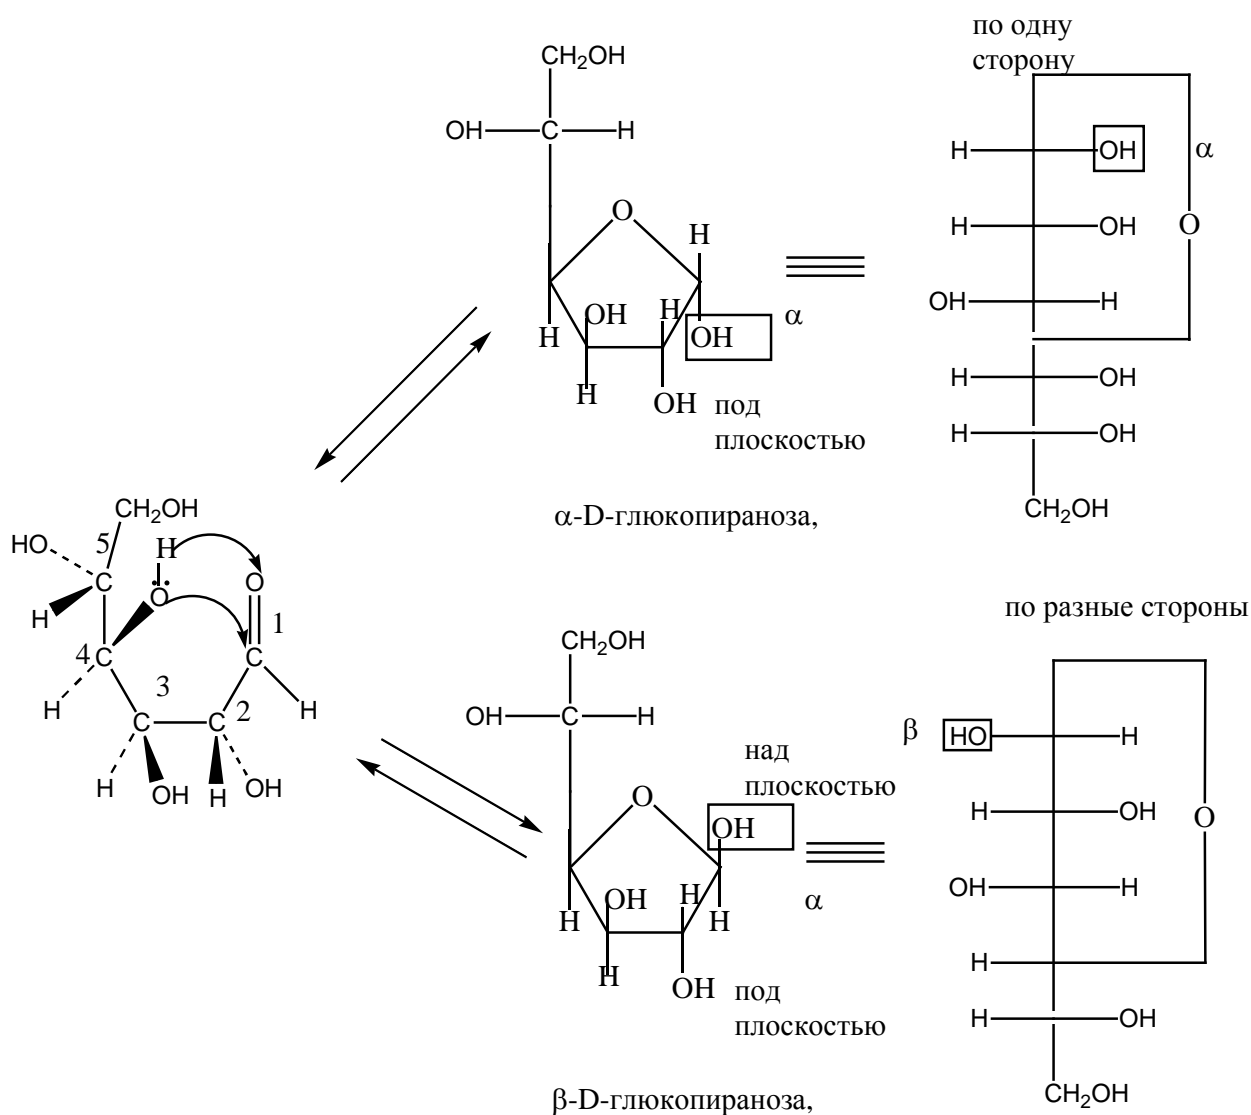 по одну
сторону
CH₂OH
OH C H
H OH α
O
H
H OH
O
OH H
α
OH H OH
H
H OH
H
OH под
плоскостью
H OH
CH₂OH
α-D-глюкопираноза,
CH₂OH
HO 5 H
C O O
H 1
по разные стороны
4 C C
CH₂OH
3
H H
C C 2
OH C H
β HO H
над
плоскостью
H OH H OH
O
OH
H OH
O
α
OH H
OH H
H H
H
H
OH под
плоскостью
H OH
CH₂OH
β-D-глюкопираноза,